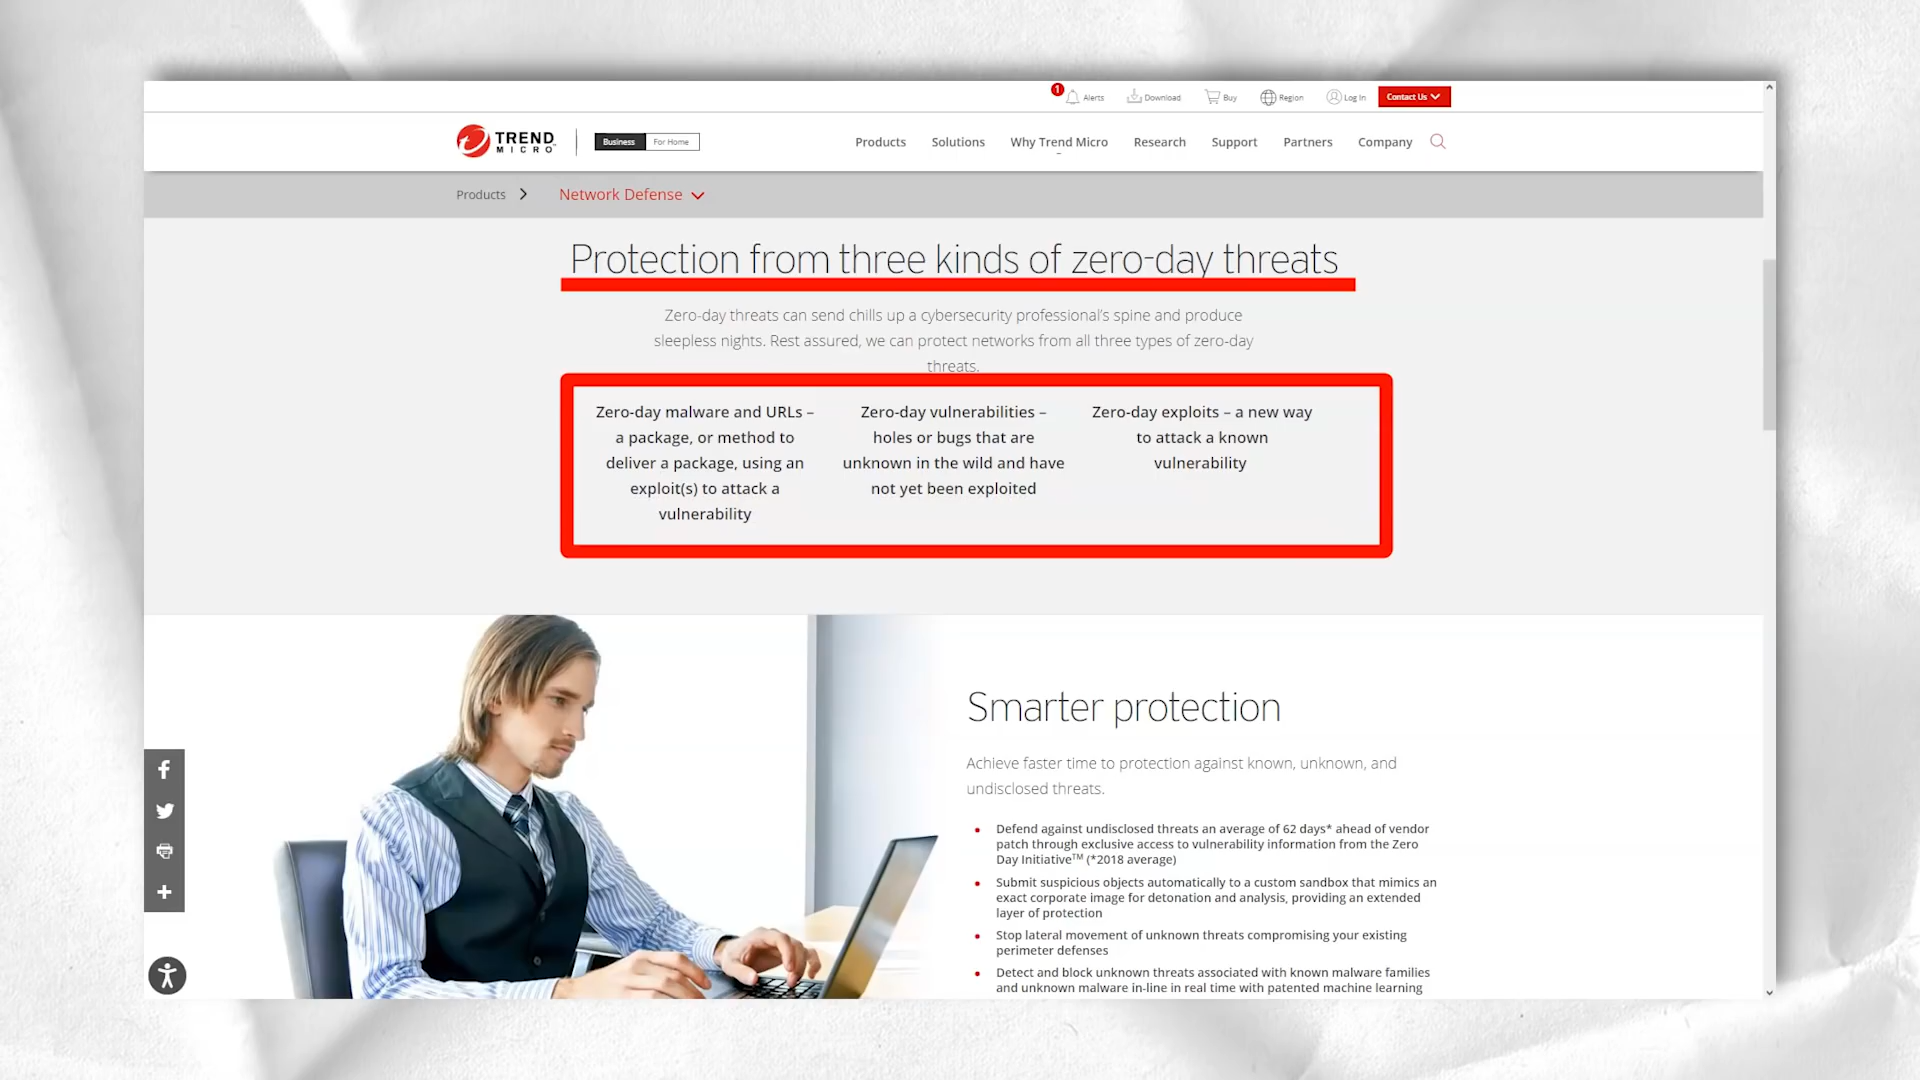 1
Alerts
Download
Buy
Region
Log In
Contact Us
TREND
MICRO
Business
For Home
Products
Solutions
Why Trend Micro
Research
Support
Partners
Company
Products
Network Defense
Protection from three kinds of zero-day threats
Zero-day threats can send chills up a cybersecurity professional's spine and produce
sleepless nights. Rest assured, we can protect networks from all three types of zero-day
threats.
Zero-day malware and URLs –
a package, or method to
deliver a package, using an
exploit(s) to attack a
vulnerability
Zero-day vulnerabilities –
holes or bugs that are
unknown in the wild and have
not yet been exploited
Zero-day exploits – a new way
to attack a known
vulnerability
Smarter protection
Achieve faster time to protection against known, unknown, and
undisclosed threats.
Defend against undisclosed threats an average of 62 days* ahead of vendor
patch through exclusive access to vulnerability information from the Zero
Day Initiative™ (*2018 average)
Submit suspicious objects automatically to a custom sandbox that mimics an
exact corporate image for detonation and analysis, providing an extended
layer of protection
Stop lateral movement of unknown threats compromising your existing
perimeter defenses
Detect and block unknown threats associated with known malware families
and unknown malware in-line in real time with patented machine learning